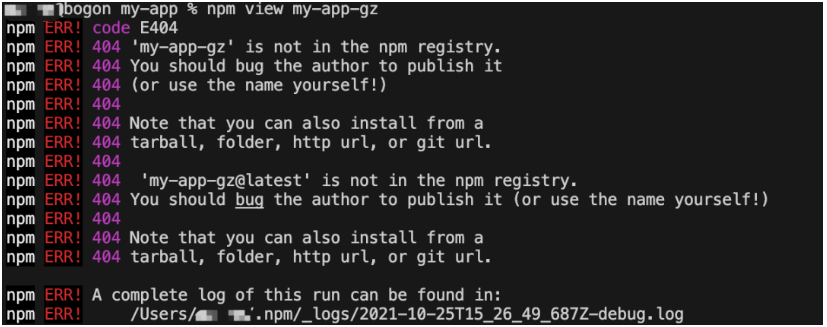 bogon my-app % npm view my-app-gz
npm ERR! code E404
npm ERR! 404 'my-app-gz' is not in the npm registry.
npm ERR! 404 You should bug the author to publish it
npm ERR! 404 (or use the name yourself!)
npm ERR! 404
npm ERR! 404 Note that you can also install from a
npm ERR! 404 tarball, folder, http url, or git url.
npm ERR! 404
npm ERR! 404  'my-app-gz@latest' is not in the npm registry.
npm ERR! 404 You should bug the author to publish it (or use the name yourself!)
npm ERR! 404
npm ERR! 404 Note that you can also install from a
npm ERR! 404 tarball, folder, http url, or git url.
npm ERR! A complete log of this run can be found in:
npm ERR!     /Users/ .npm/_logs/2021-10-25T15_26_49_687Z-debug.log